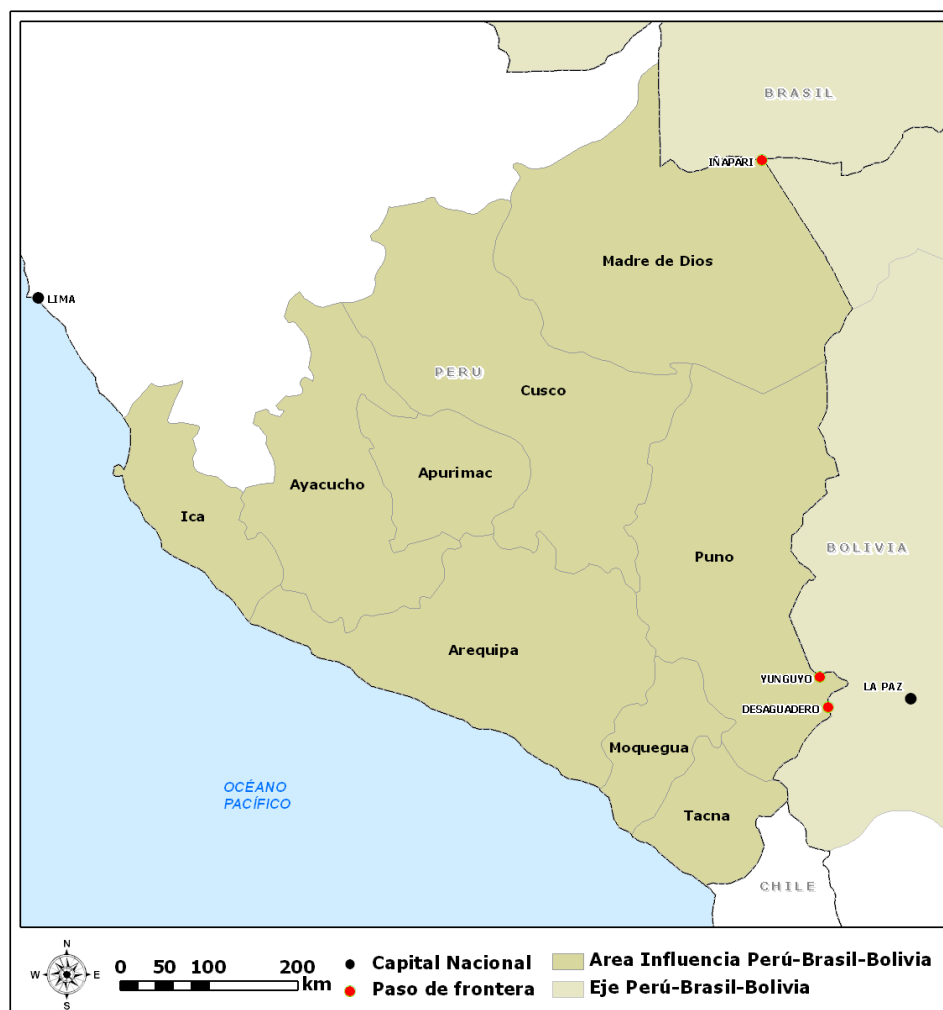 BRASIL
IÑAPARI
Madre de Dios
LIMA
PERU
Cusco
Apurimac
Ayacucho
Ica
BOLIVIA
Puno
Arequipa
YUNGUYO
LA PAZ
DESAGUADERO
Moquegua
OCÉANO
PACÍFICO
Tacna
CHILE
N
W E
S
0 50 100 200
km
Capital Nacional
Paso de frontera
Area Influencia Perú-Brasil-Bolivia
Eje Perú-Brasil-Bolivia